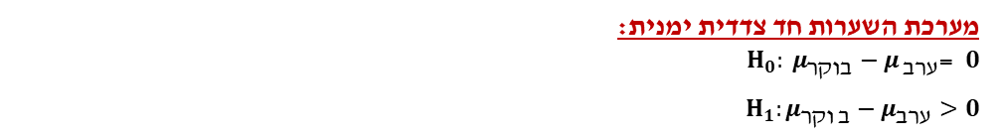 מערכת השערות חד צדדית ימנית:
H₀: μבוקר − μערב = 0
H₁: μבוקר − μערב > 0